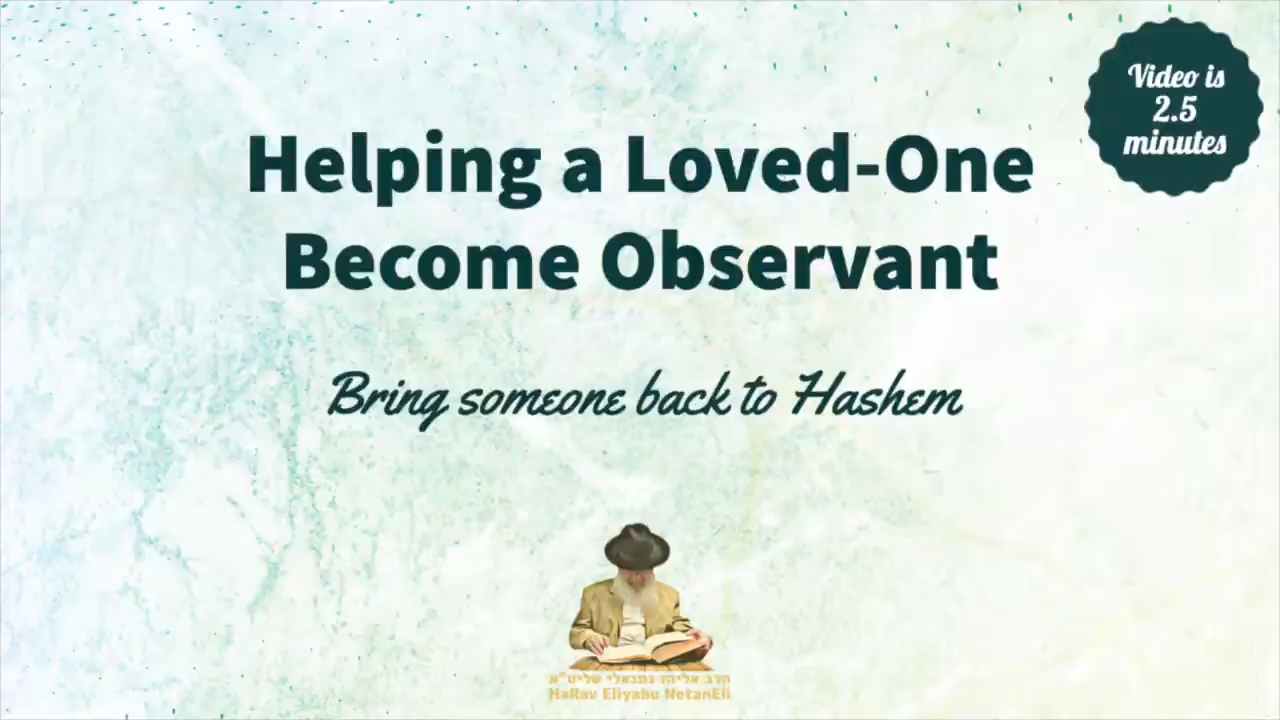 Video is
2.5
minutes
Helping a Loved-One
Become Observant
Bring someone back to Hashem
הרב אליהו נתנאלי שליט"א
HaRav Eliyahu NetanEli